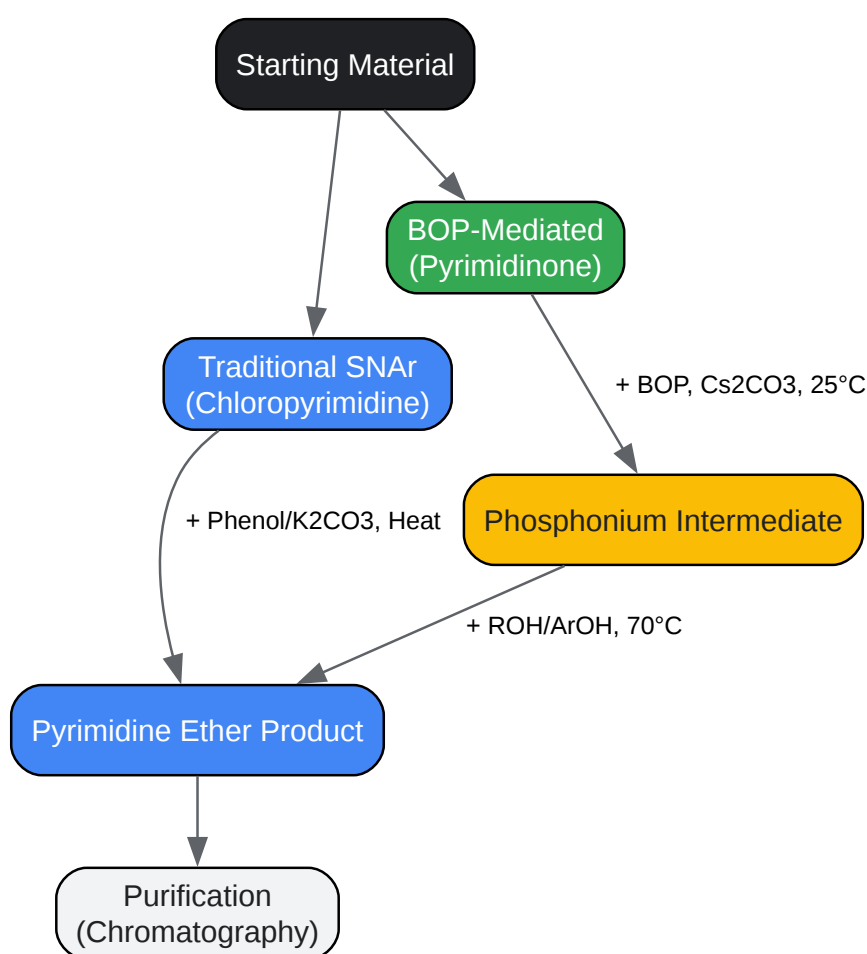 Starting Material
BOP-Mediated
(Pyrimidinone)
Traditional SNAr
(Chloropyrimidine)
+ BOP, Cs2CO3, 25°C
+ Phenol/K2CO3, Heat
Phosphonium Intermediate
+ ROH/ArOH, 70°C
Pyrimidine Ether Product
Purification
(Chromatography)